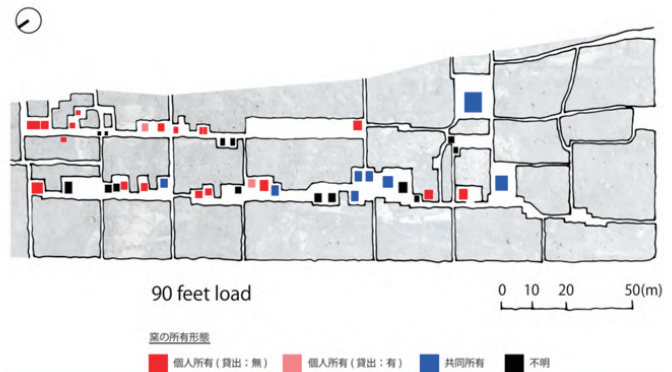 90 feet load
0 10 20 50(m)
窯の所有形態
個人所有 ( 貸出：無 ) 個人所有 ( 貸出：有 ) 共同所有 不明